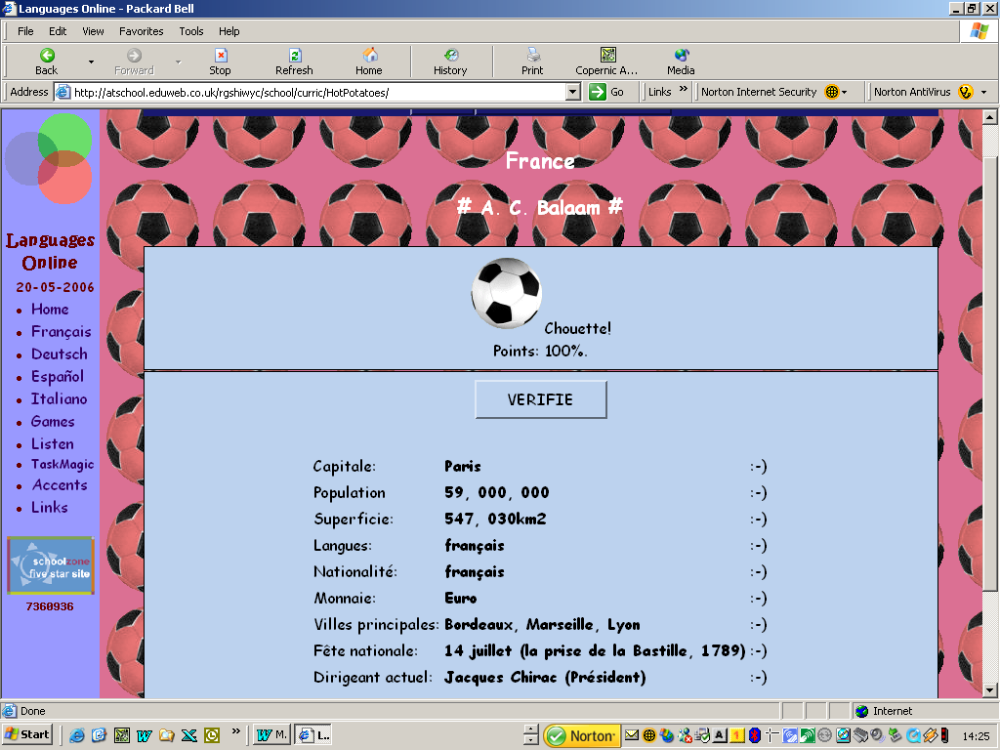 Languages Online - Packard Bell
File Edit View Favorites Tools Help
Back Forward Stop Refresh Home History Print Copernic A... Media
Address http://atschool.eduweb.co.uk/rgshiwyc/school/curric/HotPotatoes/ Go Links » Norton Internet Security Norton AntiVirus
Languages
Online
20-05-2006
Home
Français
Deutsch
Español
Italiano
Games
Listen
TaskMagic
Accents
Links
schoolzone
five star site
7360936
France
# A. C. Balaam #
Chouette!
Points: 100%.
VERIFIE
Capitale: Paris :-)
Population 59, 000, 000 :-)
Superficie: 547, 030km2 :-)
Langues: français :-)
Nationalité: français :-)
Monnaie: Euro :-)
Villes principales: Bordeaux, Marseille, Lyon :-)
Fête nationale: 14 juillet (la prise de la Bastille, 1789) :-)
Dirigeant actuel: Jacques Chirac (Président) :-)
Done Internet
Start » M. L.. Norton 14:25